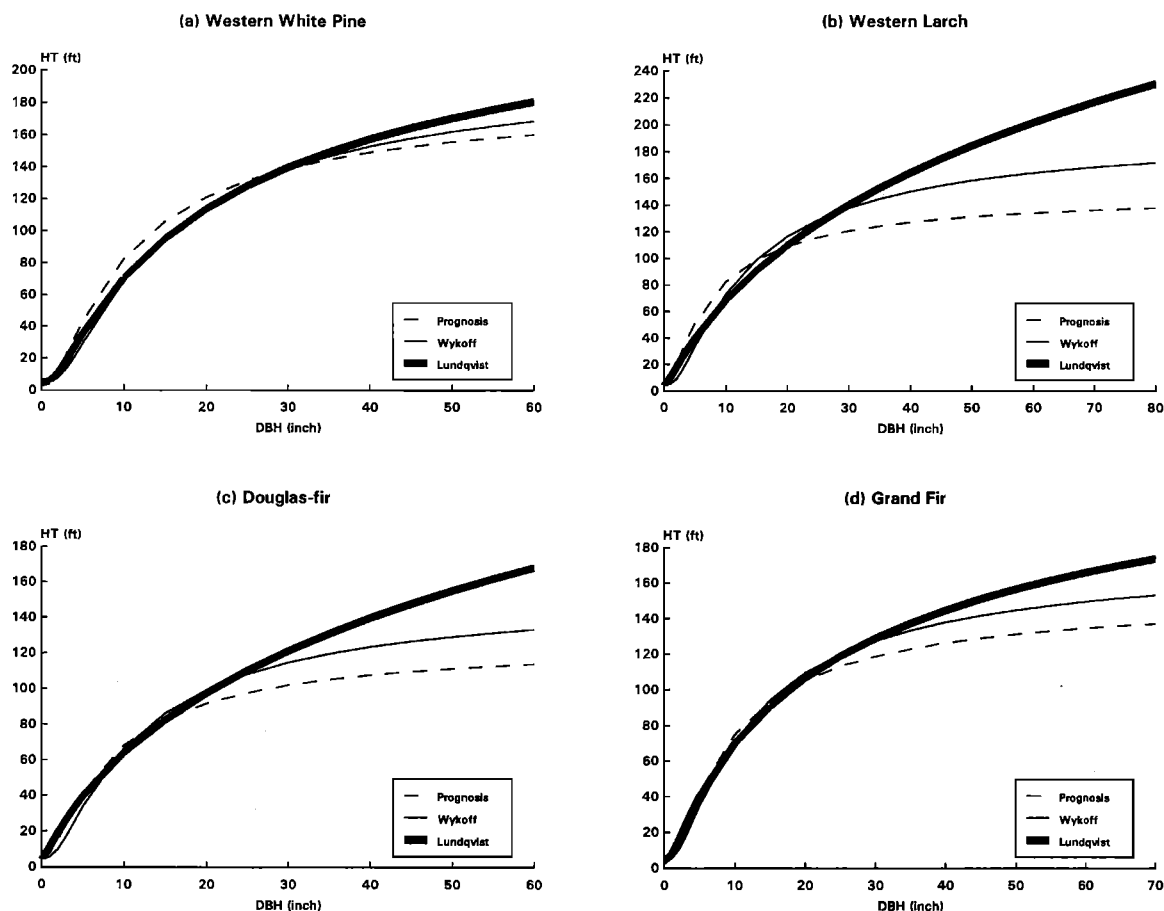 (a) Western White Pine
HT (ft)
200
180
160
140
120
100
80
60
40
20
0
0 10 20 30 40 50 60
DBH (inch)
Prognosis
Wykoff
Lundqvist
(b) Western Larch
HT (ft)
240
220
200
180
160
140
120
100
80
60
40
20
0
0 10 20 30 40 50 60 70 80
DBH (inch)
Prognosis
Wykoff
Lundqvist
(c) Douglas-fir
HT (ft)
180
160
140
120
100
80
60
40
20
0
0 10 20 30 40 50 60
DBH (inch)
Prognosis
Wykoff
Lundqvist
(d) Grand Fir
HT (ft)
180
160
140
120
100
80
60
40
20
0
0 10 20 30 40 50 60 70
DBH (inch)
Prognosis
Wykoff
Lundqvist